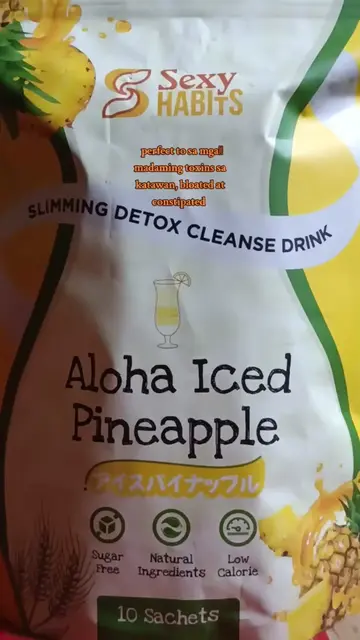 Sexy
HABITS
perfect to sa mga
madaming toxins sa
katawan, bloated at
constipated
SLIMMING DETOX CLEANSE DRINK
Aloha Iced
Pineapple
アイスパイナップル
Sugar Free
Natural Ingredients
Low Calorie
10 Sachets